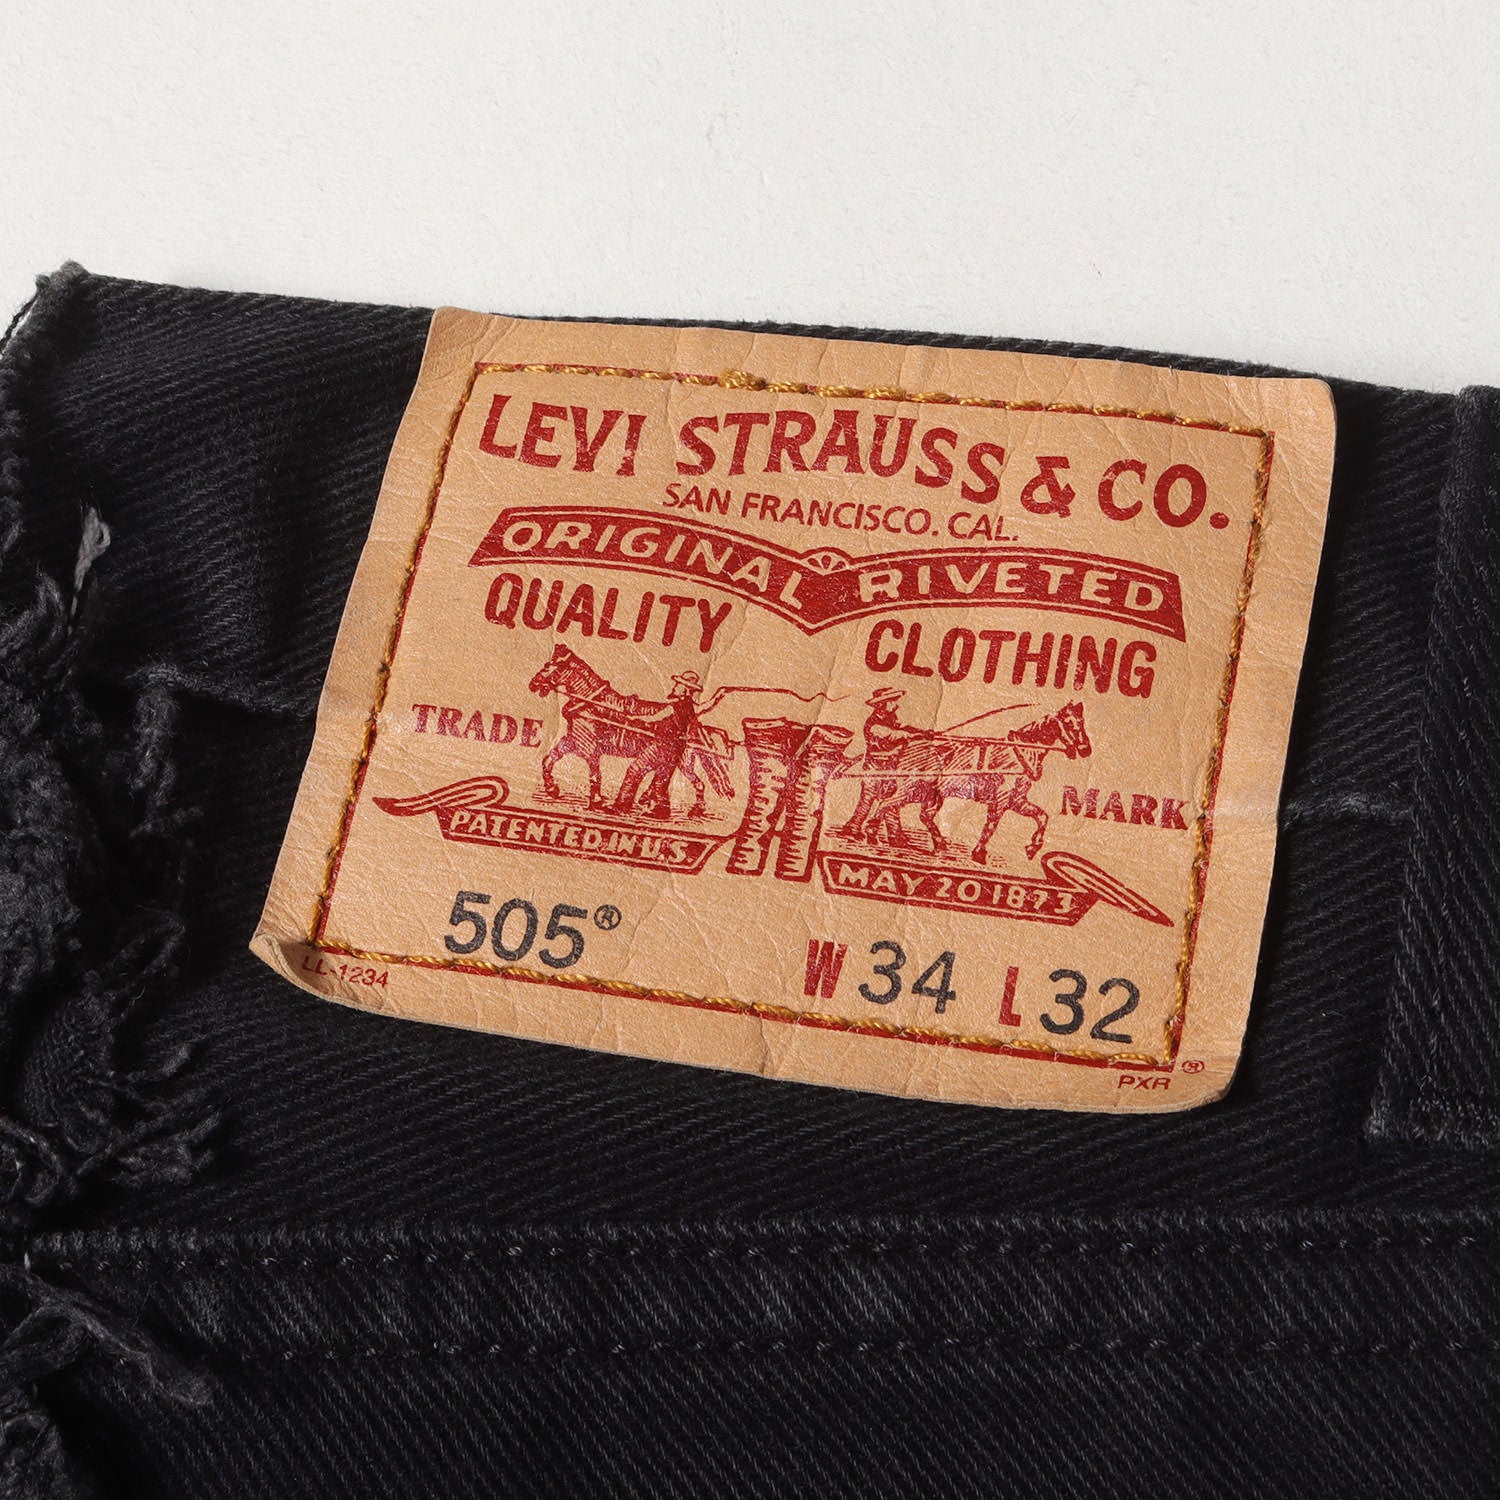 LEVI STRAUSS & CO.
SAN FRANCISCO. CAL.
ORIGINAL RIVETED
QUALITY CLOTHING
TRADE MARK
PATENTED IN U.S. MAY 20 1873
505® W 34 L 32
LL-1234
PXR ®